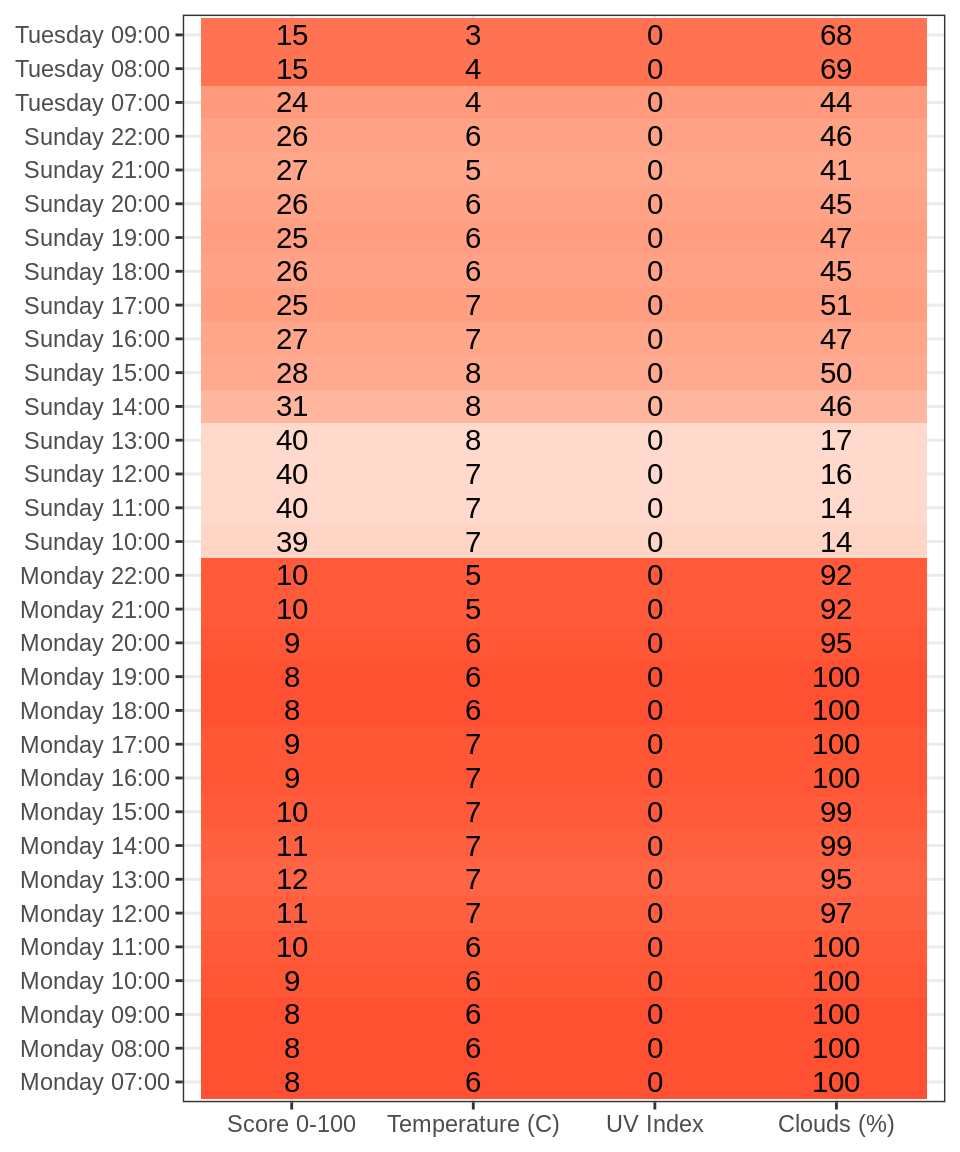 Tuesday 09:00 15 3 0 68
Tuesday 08:00 15 4 0 69
Tuesday 07:00 24 4 0 44
Sunday 22:00 26 6 0 46
Sunday 21:00 27 5 0 41
Sunday 20:00 26 6 0 45
Sunday 19:00 25 6 0 47
Sunday 18:00 26 6 0 45
Sunday 17:00 25 7 0 51
Sunday 16:00 27 7 0 47
Sunday 15:00 28 8 0 50
Sunday 14:00 31 8 0 46
Sunday 13:00 40 8 0 17
Sunday 12:00 40 7 0 16
Sunday 11:00 40 7 0 14
Sunday 10:00 39 7 0 14
Monday 22:00 10 5 0 92
Monday 21:00 10 5 0 92
Monday 20:00 9 6 0 95
Monday 19:00 8 6 0 100
Monday 18:00 8 6 0 100
Monday 17:00 9 7 0 100
Monday 16:00 9 7 0 100
Monday 15:00 10 7 0 99
Monday 14:00 11 7 0 99
Monday 13:00 12 7 0 95
Monday 12:00 11 7 0 97
Monday 11:00 10 6 0 100
Monday 10:00 9 6 0 100
Monday 09:00 8 6 0 100
Monday 08:00 8 6 0 100
Monday 07:00 8 6 0 100
Score 0-100 Temperature (C) UV Index Clouds (%)